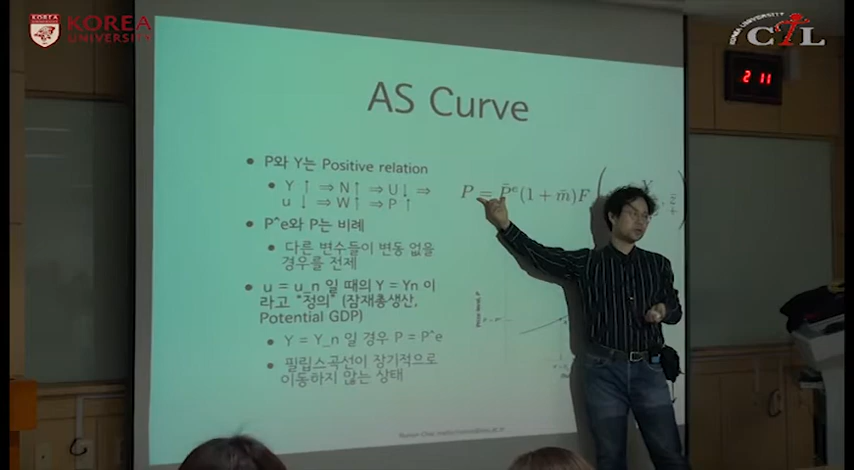 KOREA
UNIVERSITY
KOREA UNIVERSITY
CTL
2 11
AS Curve
• P와 Y는 Positive relation
• Y ↑ ⇒ N↑ ⇒ U↓ ⇒
u ↓ ⇒ W↑ ⇒ P ↑
• P^e와 P는 비례
• 다른 변수들이 변동 없을
경우를 전제
• u = u_n 일 때의 Y = Yn 이
라고 "정의" (잠재총생산,
Potential GDP)
• Y = Y_n 일 경우 P = P^e
• 필립스곡선이 장기적으로
이동하지 않는 상태
P = P̄ᵉ(1 + m̄)F